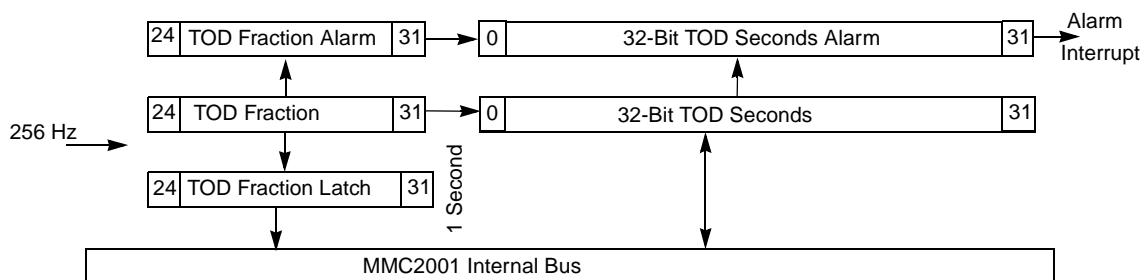 24 TOD Fraction Alarm 31 0 32-Bit TOD Seconds Alarm 31 Alarm
Interrupt
24 TOD Fraction 31 0 32-Bit TOD Seconds 31
256 Hz
24 TOD Fraction Latch 31
1 Second
MMC2001 Internal Bus